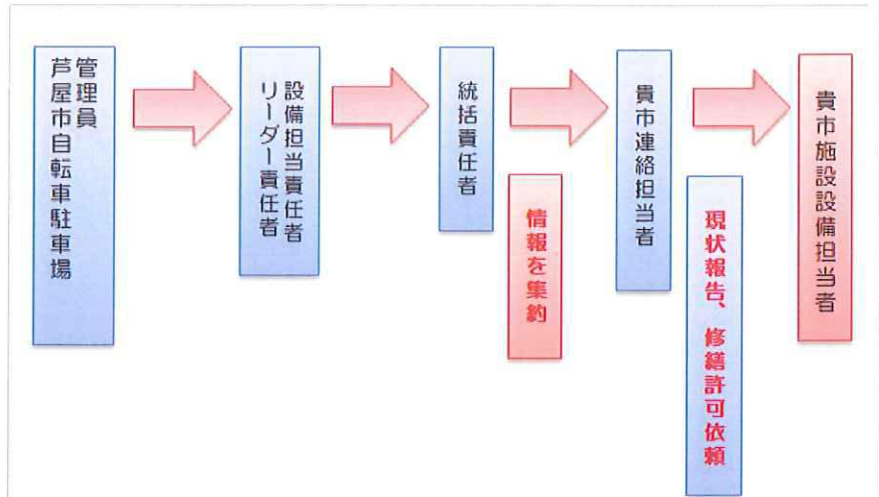 管理員
芦屋市自転車駐車場
設備担当責任者
リーダー責任者
統括責任者
情報を集約
貴市連絡担当者
現状報告、修繕許可依頼
貴市施設設備担当者